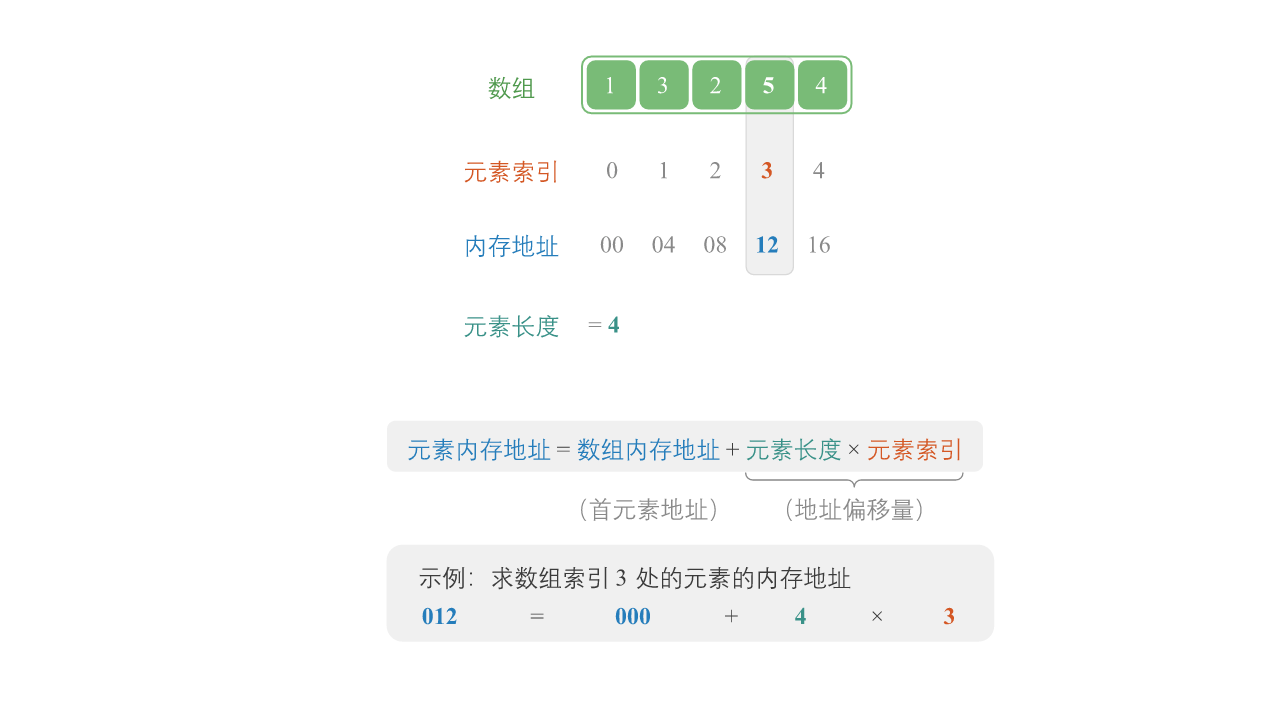 数组 1 3 2 5 4
元素索引 0 1 2 3 4
内存地址 00 04 08 12 16
元素长度 = 4
元素内存地址 = 数组内存地址 + 元素长度 × 元素索引
（首元素地址） （地址偏移量）
示例：求数组索引 3 处的元素的内存地址
012 = 000 + 4 × 3